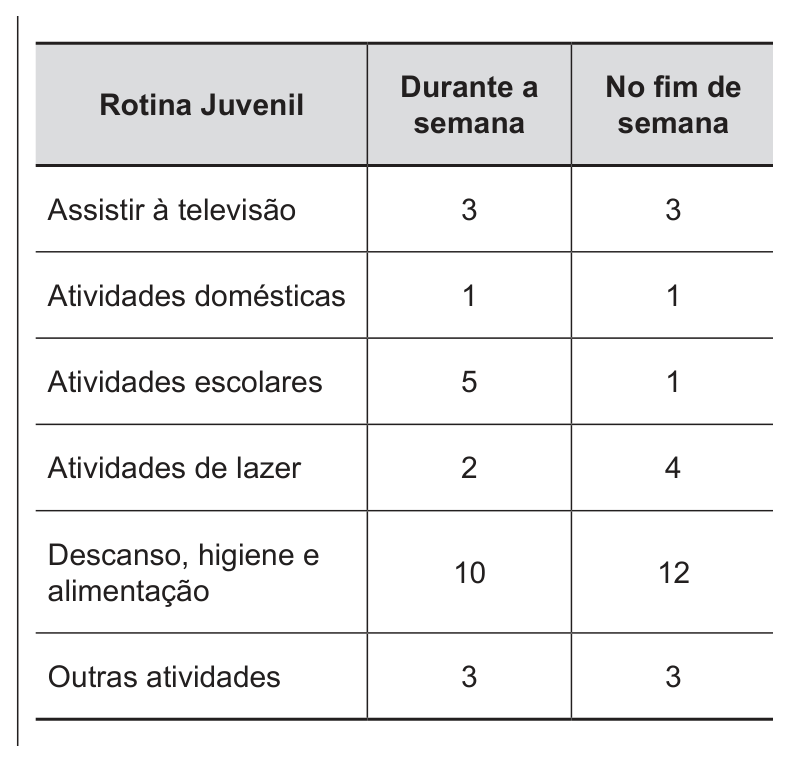 Rotina Juvenil Durante a semana No fim de semana
Assistir à televisão 3 3
Atividades domésticas 1 1
Atividades escolares 5 1
Atividades de lazer 2 4
Descanso, higiene e alimentação 10 12
Outras atividades 3 3